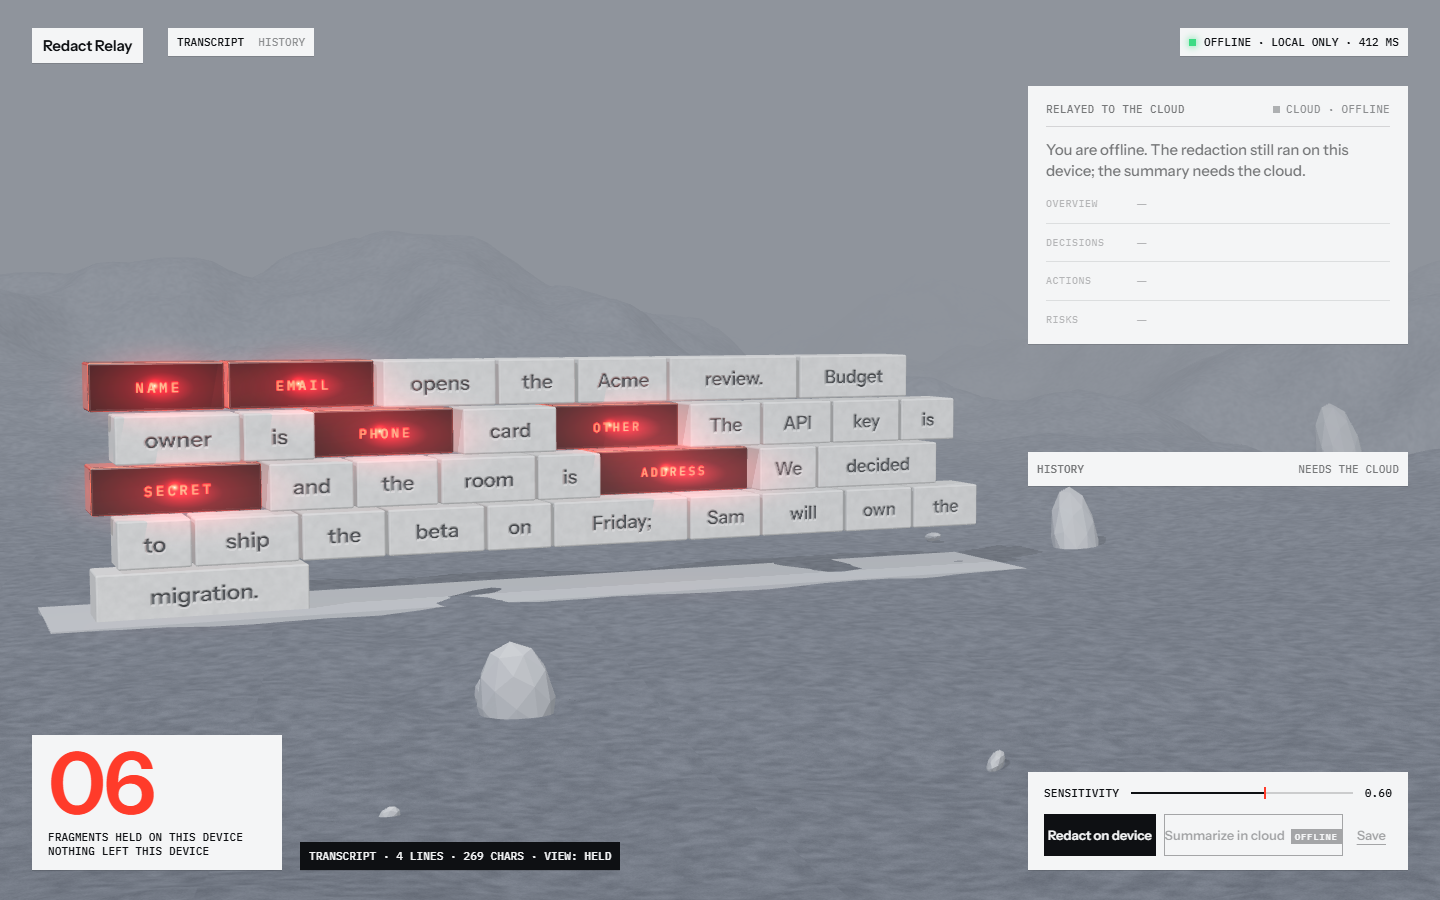 Redact Relay
TRANSCRIPT HISTORY
OFFLINE · LOCAL ONLY · 412 MS
RELAYED TO THE CLOUD
CLOUD · OFFLINE
You are offline. The redaction still ran on this
device; the summary needs the cloud.
OVERVIEW —
DECISIONS —
ACTIONS —
RISKS —
NAME EMAIL opens the Acme review. Budget
owner is PHONE card OTHER The API key is
SECRET and the room is ADDRESS We decided
to ship the beta on Friday; Sam will own the
migration.
HISTORY NEEDS THE CLOUD
06
FRAGMENTS HELD ON THIS DEVICE
NOTHING LEFT THIS DEVICE
TRANSCRIPT · 4 LINES · 269 CHARS · VIEW: HELD
SENSITIVITY 0.60
Redact on device Summarize in cloud OFFLINE Save